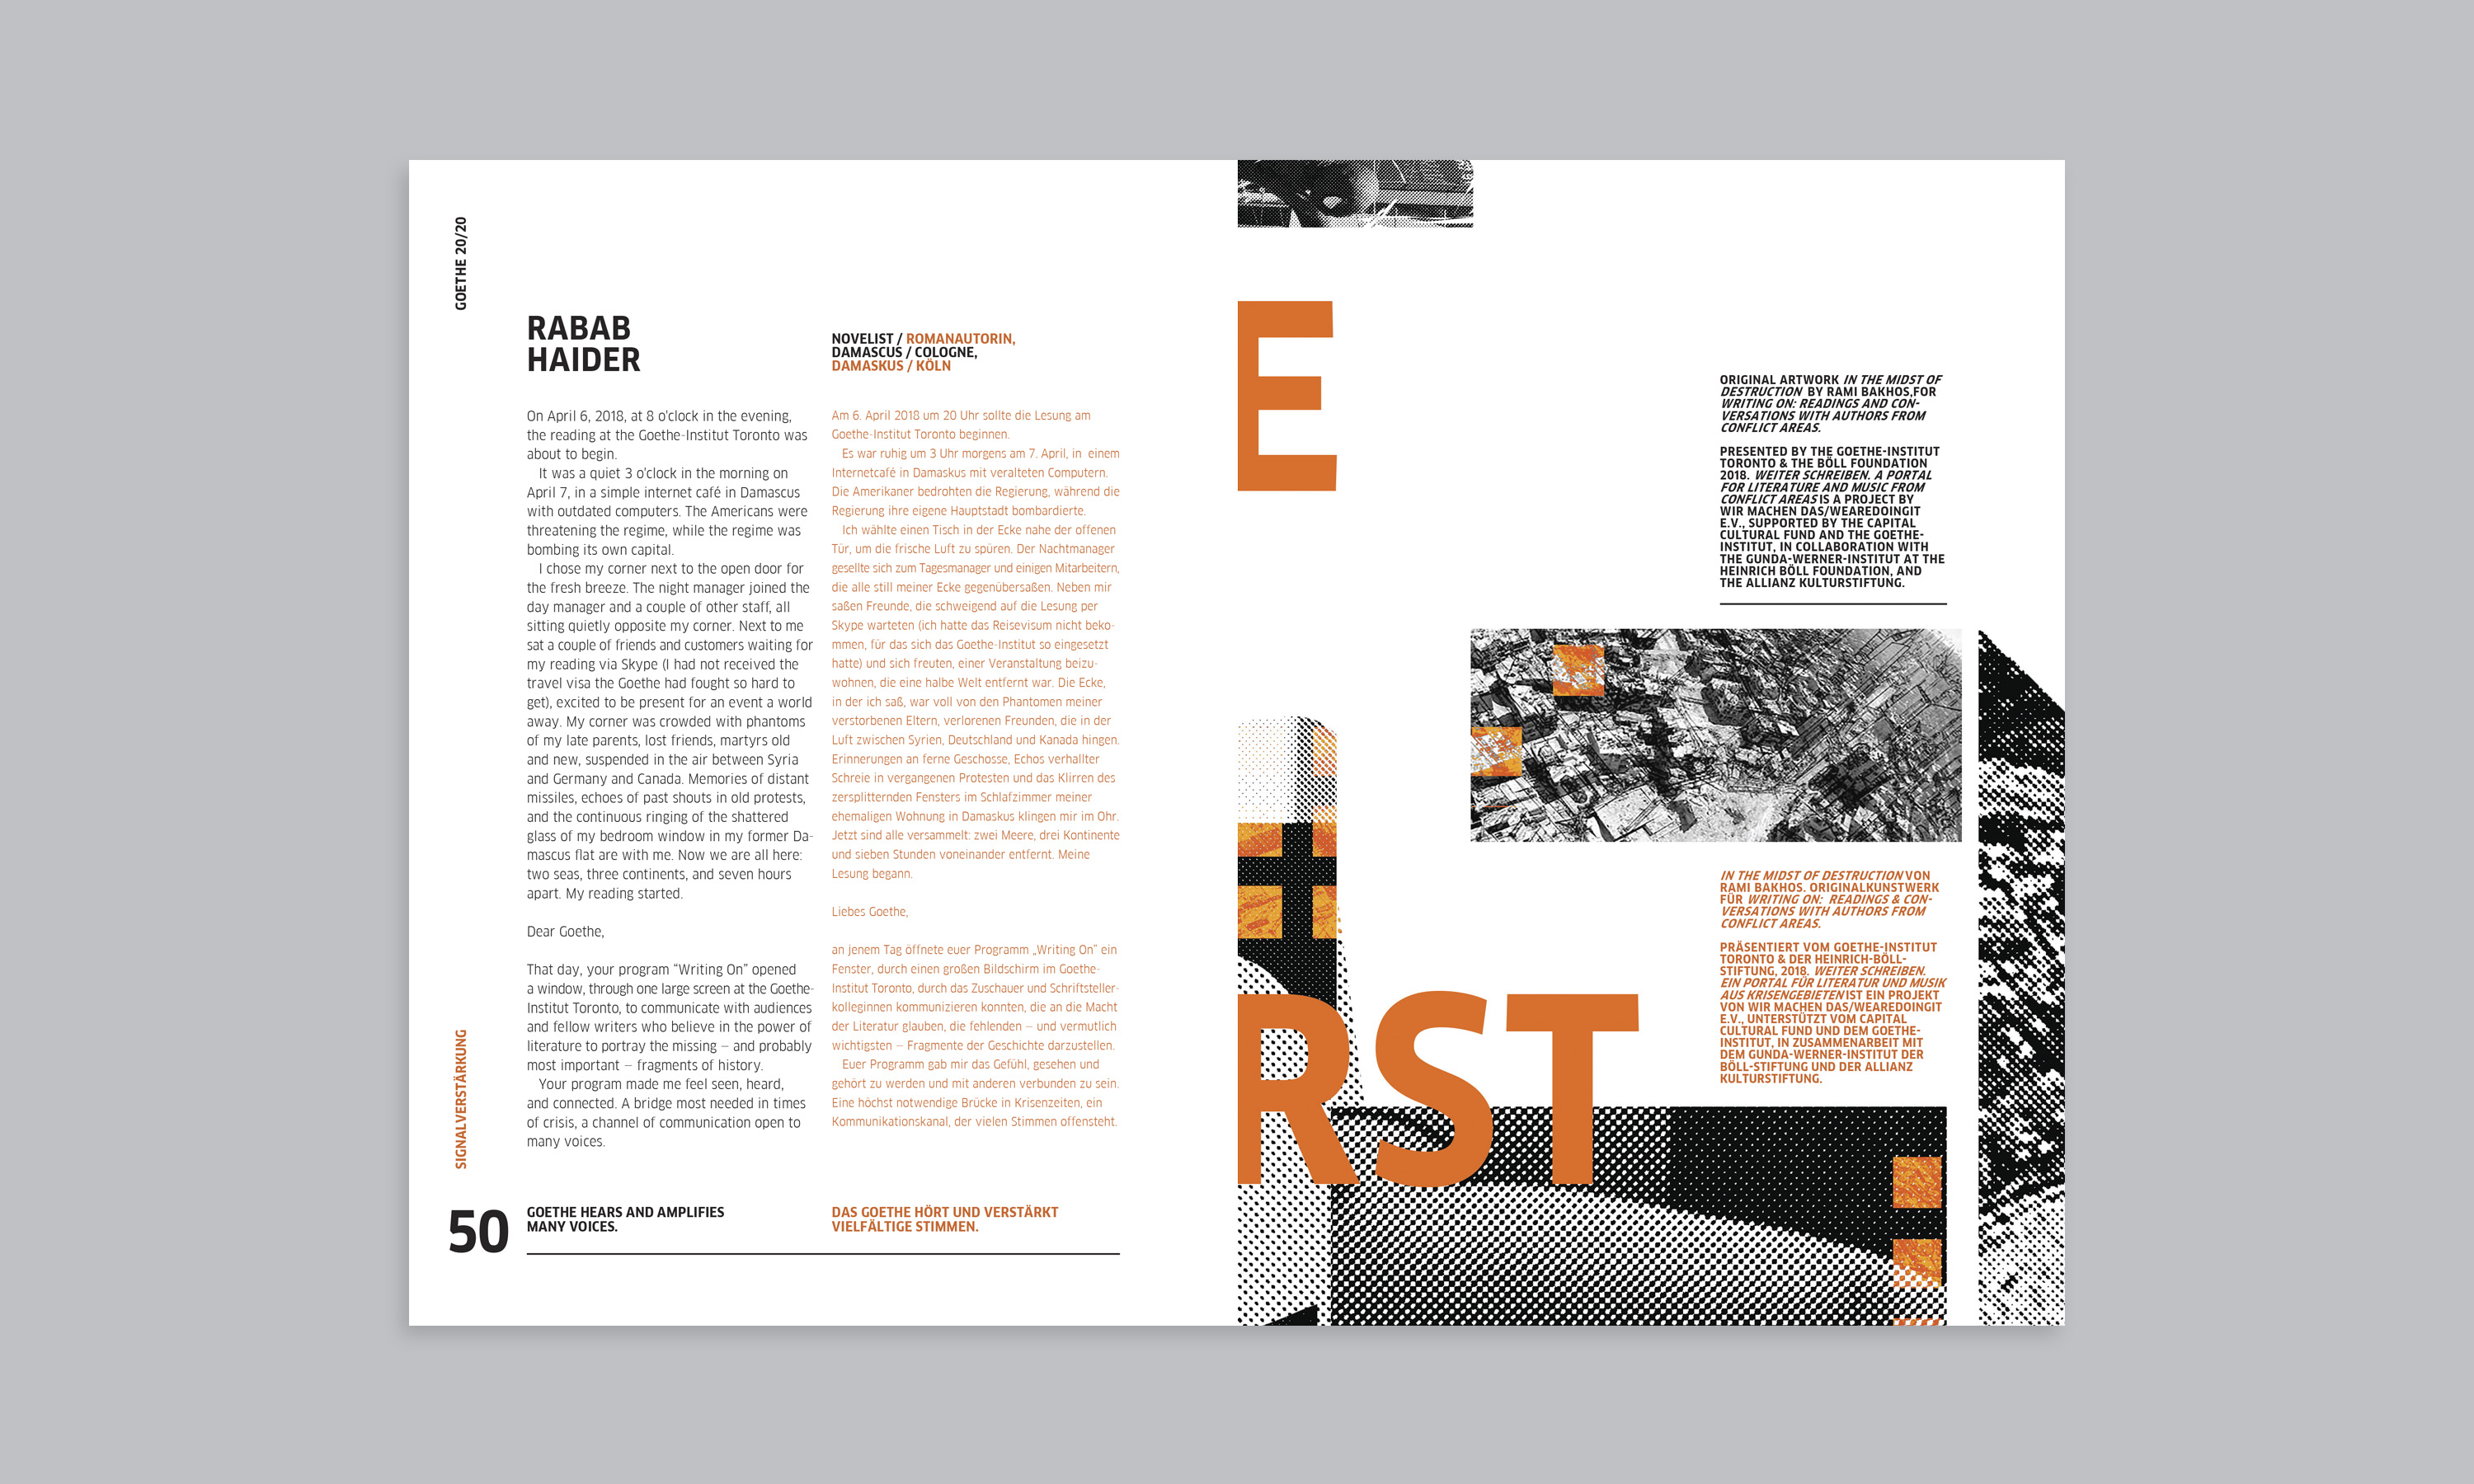 GOETHE 20/20
RABAB
HAIDER
On April 6, 2018, at 8 o'clock in the evening,
the reading at the Goethe-Institut Toronto was
about to begin.
It was a quiet 3 o'clock in the morning on
April 7, in a simple internet café in Damascus
with outdated computers. The Americans were
threatening the regime, while the regime was
bombing its own capital.
I chose my corner next to the open door for
the fresh breeze. The night manager joined the
day manager and a couple of other staff, all
sitting quietly opposite my corner. Next to me
sat a couple of friends and customers waiting for
my reading via Skype (I had not received the
travel visa the Goethe had fought so hard to
get), excited to be present for an event a world
away. My corner was crowded with phantoms
of my late parents, lost friends, martyrs old
and new, suspended in the air between Syria
and Germany and Canada. Memories of distant
missiles, echoes of past shouts in old protests,
and the continuous ringing of the shattered
glass of my bedroom window in my former Da-
mascus flat are with me. Now we are all here:
two seas, three continents, and seven hours
apart. My reading started.
Dear Goethe,
That day, your program “Writing On” opened
a window, through one large screen at the Goethe-
Institut Toronto, to communicate with audiences
and fellow writers who believe in the power of
literature to portray the missing – and probably
most important – fragments of history.
Your program made me feel seen, heard,
and connected. A bridge most needed in times
of crisis, a channel of communication open to
many voices.
NOVELIST / ROMANAUTORIN,
DAMASCUS / COLOGNE,
DAMASKUS / KÖLN
Am 6. April 2018 um 20 Uhr sollte die Lesung am
Goethe-Institut Toronto beginnen.
Es war ruhig um 3 Uhr morgens am 7. April, in einem
Internetcafé in Damaskus mit veralteten Computern.
Die Amerikaner bedrohten die Regierung, während die
Regierung ihre eigene Hauptstadt bombardierte.
Ich wählte einen Tisch in der Ecke nahe der offenen
Tür, um die frische Luft zu spüren. Der Nachtmanager
gesellte sich zum Tagesmanager und einigen Mitarbeitern,
die alle still meiner Ecke gegenübersaßen. Neben mir
saßen Freunde, die schweigend auf die Lesung per
Skype warteten (ich hatte das Reisevisum nicht beko-
mmen, für das sich das Goethe-Institut so eingesetzt
hatte) und sich freuten, einer Veranstaltung beizu-
wohnen, die eine halbe Welt entfernt war. Die Ecke,
in der ich saß, war voll von den Phantomen meiner
verstorbenen Eltern, verlorenen Freunden, die in der
Luft zwischen Syrien, Deutschland und Kanada hingen.
Erinnerungen an ferne Geschosse, Echos verhallter
Schreie in vergangenen Protesten und das Klirren des
zersplitternden Fensters im Schlafzimmer meiner
ehemaligen Wohnung in Damaskus klingen mir im Ohr.
Jetzt sind alle versammelt: zwei Meere, drei Kontinente
und sieben Stunden voneinander entfernt. Meine
Lesung begann.
Liebes Goethe,
an jenem Tag öffnete euer Programm „Writing On” ein
Fenster, durch einen großen Bildschirm im Goethe-
Institut Toronto, durch das Zuschauer und Schriftsteller-
kolleginnen kommunizieren konnten, die an die Macht
der Literatur glauben, die fehlenden – und vermutlich
wichtigsten – Fragmente der Geschichte darzustellen.
Euer Programm gab mir das Gefühl, gesehen und
gehört zu werden und mit anderen verbunden zu sein.
Eine höchst notwendige Brücke in Krisenzeiten, ein
Kommunikationskanal, der vielen Stimmen offensteht.
SIGNALVERSTÄRKUNG
50
GOETHE HEARS AND AMPLIFIES
MANY VOICES.
DAS GOETHE HÖRT UND VERSTÄRKT
VIELFÄLTIGE STIMMEN.
E
RST
ORIGINAL ARTWORK IN THE MIDST OF
DESTRUCTION BY RAMI BAKHOS,FOR
WRITING ON: READINGS AND CON-
VERSATIONS WITH AUTHORS FROM
CONFLICT AREAS.
PRESENTED BY THE GOETHE-INSTITUT
TORONTO & THE BÖLL FOUNDATION
2018. WEITER SCHREIBEN. A PORTAL
FOR LITERATURE AND MUSIC FROM
CONFLICT AREAS IS A PROJECT BY
WIR MACHEN DAS/WEAREDOINGIT
E.V., SUPPORTED BY THE CAPITAL
CULTURAL FUND AND THE GOETHE-
INSTITUT, IN COLLABORATION WITH
THE GUNDA-WERNER-INSTITUT AT THE
HEINRICH BÖLL FOUNDATION, AND
THE ALLIANZ KULTURSTIFTUNG.
IN THE MIDST OF DESTRUCTION VON
RAMI BAKHOS. ORIGINALKUNSTWERK
FÜR WRITING ON: READINGS & CON-
VERSATIONS WITH AUTHORS FROM
CONFLICT AREAS.
PRÄSENTIERT VOM GOETHE-INSTITUT
TORONTO & DER HEINRICH-BÖLL-
STIFTUNG, 2018. WEITER SCHREIBEN.
EIN PORTAL FÜR LITERATUR UND MUSIK
AUS KRISENGEBIETEN IST EIN PROJEKT
VON WIR MACHEN DAS/WEAREDOINGIT
E.V., UNTERSTÜTZT VOM CAPITAL
CULTURAL FUND UND DEM GOETHE-
INSTITUT, IN ZUSAMMENARBEIT MIT
DEM GUNDA-WERNER-INSTITUT DER
BÖLL-STIFTUNG UND DER ALLIANZ
KULTURSTIFTUNG.